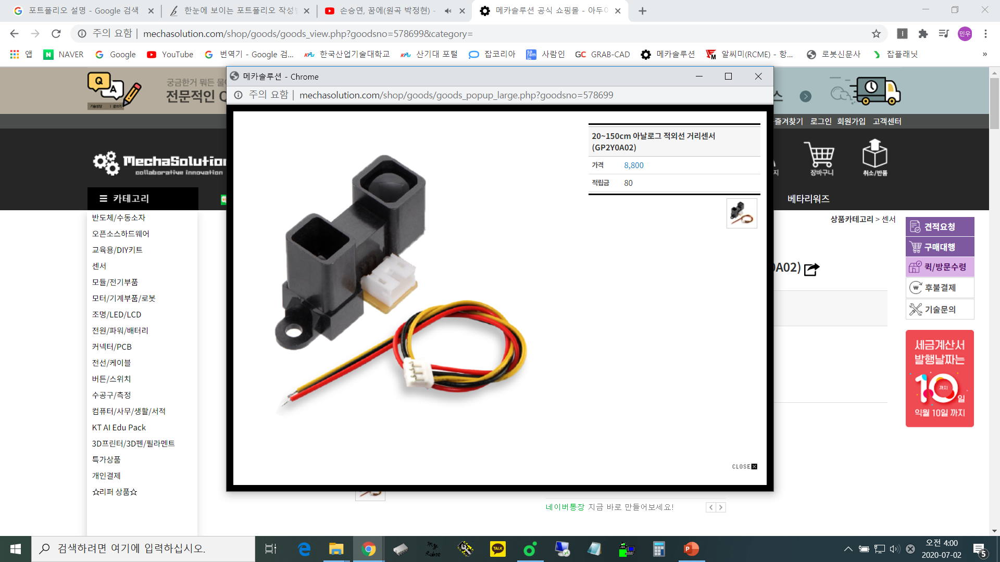 포트폴리오 설명 - Google 검색
한눈에 보이는 포트폴리오 작성
손승연, 꿈에(원곡 박정현) -
메카솔루션 공식 쇼핑몰 - 아두이
주의 요함 | mechasolution.com/shop/goods/goods_view.php?goodsno=578699&category=
민우
앱
NAVER
Google
YouTube
번역기 - Google 검...
한국산업기술대학교
산기대 포털
잡코리아
사람인
GRAB-CAD
메카솔루션
알씨미(RCME) - 항...
로봇신문사
잡플래닛
»
메카솔루션 - Chrome
주의 요함 | mechasolution.com/shop/goods/goods_popup_large.php?goodsno=578699
Q
A
궁금한거 뭐든 물
전문적인 Q
기술상담 | 글쓰기
스
즐겨찾기 로그인 회원가입 고객센터
MechaSolution
collaborative innovation
지
장바구니
취소/반품
카테고리
베타리워즈
반도체/수동소자
오픈소스하드웨어
교육용/DIY키트
센서
모듈/전기부품
모터/기계부품/로봇
조명/LED/LCD
전원/파워/배터리
커넥터/PCB
전선/케이블
버튼/스위치
수공구/측정
컴퓨터/사무/생활/서적
KT AI Edu Pack
3D프린터/3D펜/필라멘트
특가상품
개인결제
☆리퍼 상품☆
20~150cm 아날로그 적외선 거리센서
(GP2Y0A02)
가격 8,800
적립금 80
CLOSE
상품카테고리 > 센서
0A02)
견적요청
구매대행
퀵/방문수령
후불결제
기술문의
세금계산서
발행날짜는
10일
까지
익월 10일 까지
네이버통장 지금 바로 만들어보세요!
검색하려면 여기에 입력하십시오.
My
Robot
TALK
오전 4:00
2020-07-02
5